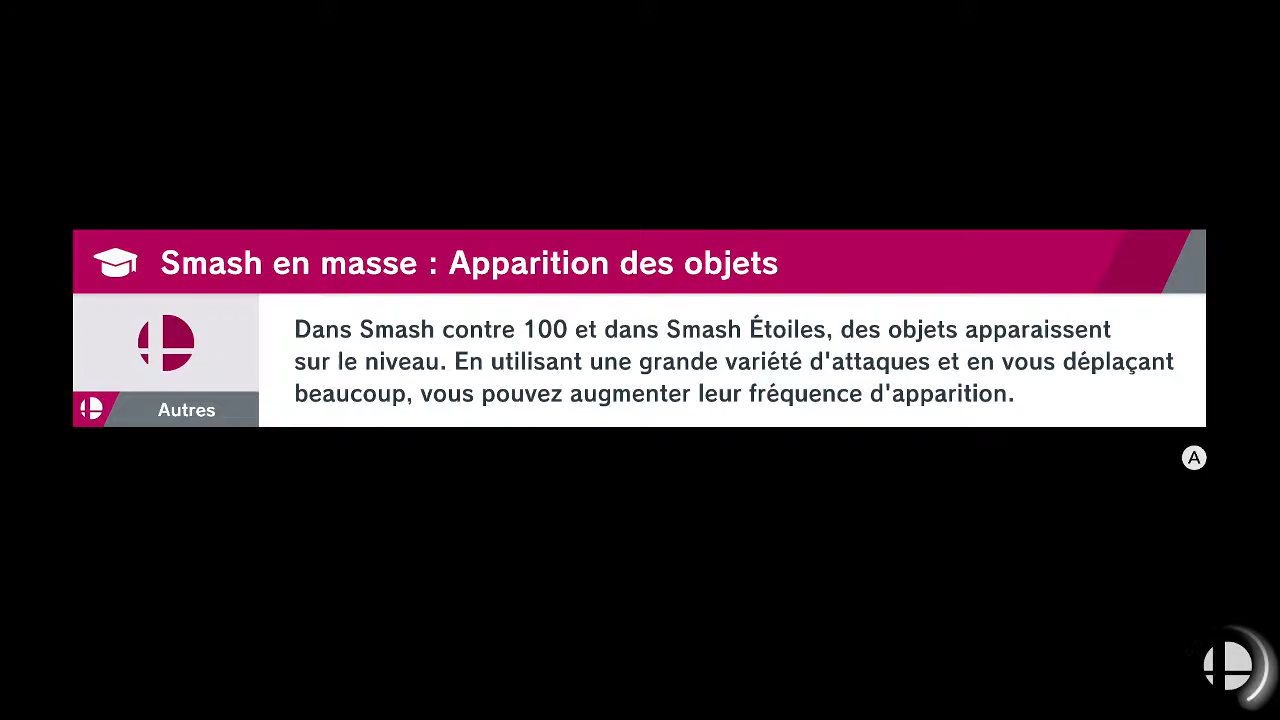 Smash en masse : Apparition des objets
Dans Smash contre 100 et dans Smash Étoiles, des objets apparaissent
sur le niveau. En utilisant une grande variété d'attaques et en vous déplaçant
beaucoup, vous pouvez augmenter leur fréquence d'apparition.
Autres
A